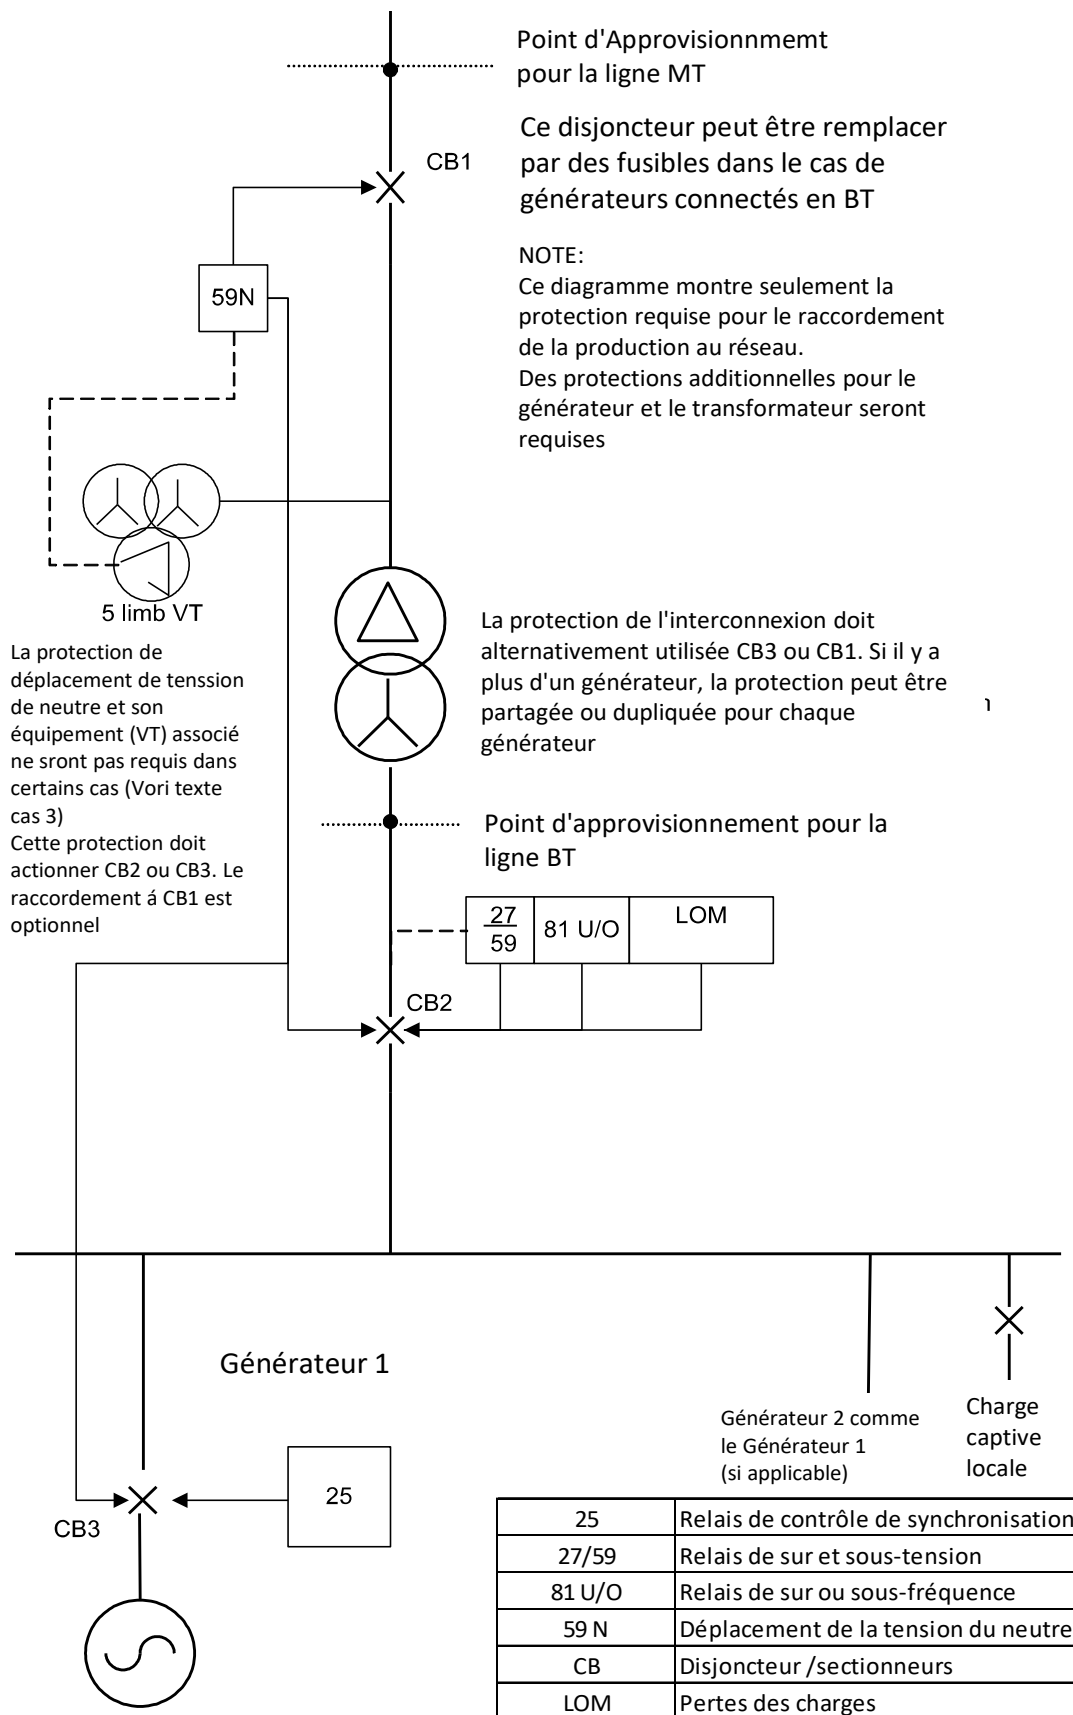 Point d'Approvisionnmemt
pour la ligne MT
Ce disjoncteur peut être remplacer
par des fusibles dans le cas de
générateurs connectés en BT
CB1
NOTE:
Ce diagramme montre seulement la
protection requise pour le raccordement
de la production au réseau.
Des protections additionnelles pour le
générateur et le transformateur seront
requises
59N
5 limb VT
La protection de
déplacement de tenssion
de neutre et son
équipement (VT) associé
ne sront pas requis dans
certains cas (Vori texte
cas 3)
Cette protection doit
actionner CB2 ou CB3. Le
raccordement á CB1 est
optionnel
La protection de l'interconnexion doit
alternativement utilisée CB3 ou CB1. Si il y a
plus d'un générateur, la protection peut être
partagée ou dupliquée pour chaque
générateur
Point d'approvisionnement pour la
ligne BT
27
59
81 U/O
LOM
CB2
Générateur 1
Générateur 2 comme
le Générateur 1
(si applicable)
Charge
captive
locale
25
CB3
25 Relais de contrôle de synchronisation
27/59 Relais de sur et sous-tension
81 U/O Relais de sur ou sous-fréquence
59 N Déplacement de la tension du neutre
CB Disjoncteur /sectionneurs
LOM Pertes des charges